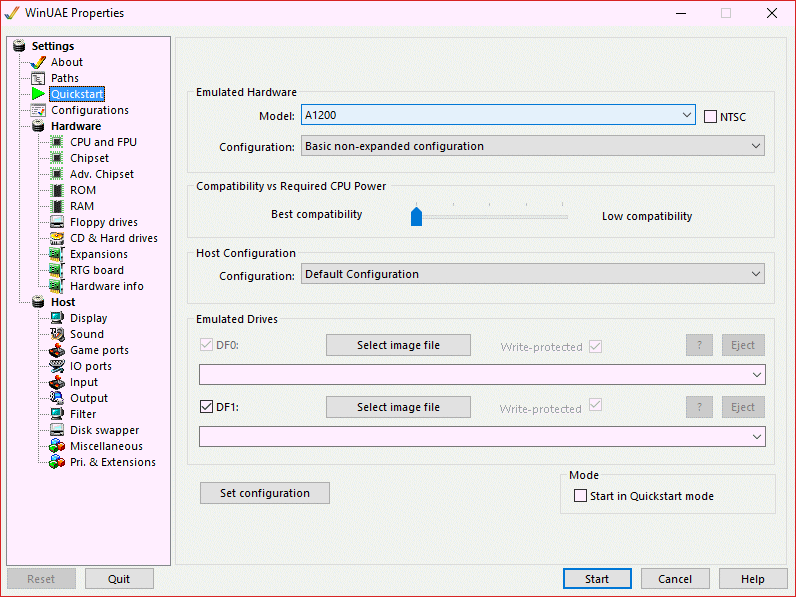 WinUAE Properties
Settings
About
Paths
Quickstart
Configurations
Hardware
CPU and FPU
Chipset
Adv. Chipset
ROM
RAM
Floppy drives
CD & Hard drives
Expansions
RTG board
Hardware info
Host
Display
Sound
Game ports
IO ports
Input
Output
Filter
Disk swapper
Miscellaneous
Pri. & Extensions
Emulated Hardware
Model: A1200 NTSC
Configuration: Basic non-expanded configuration
Compatibility vs Required CPU Power
Best compatibility Low compatibility
Host Configuration
Configuration: Default Configuration
Emulated Drives
DF0: Select image file Write-protected ? Eject
DF1: Select image file Write-protected ? Eject
Set configuration
Mode
Start in Quickstart mode
Reset Quit Start Cancel Help